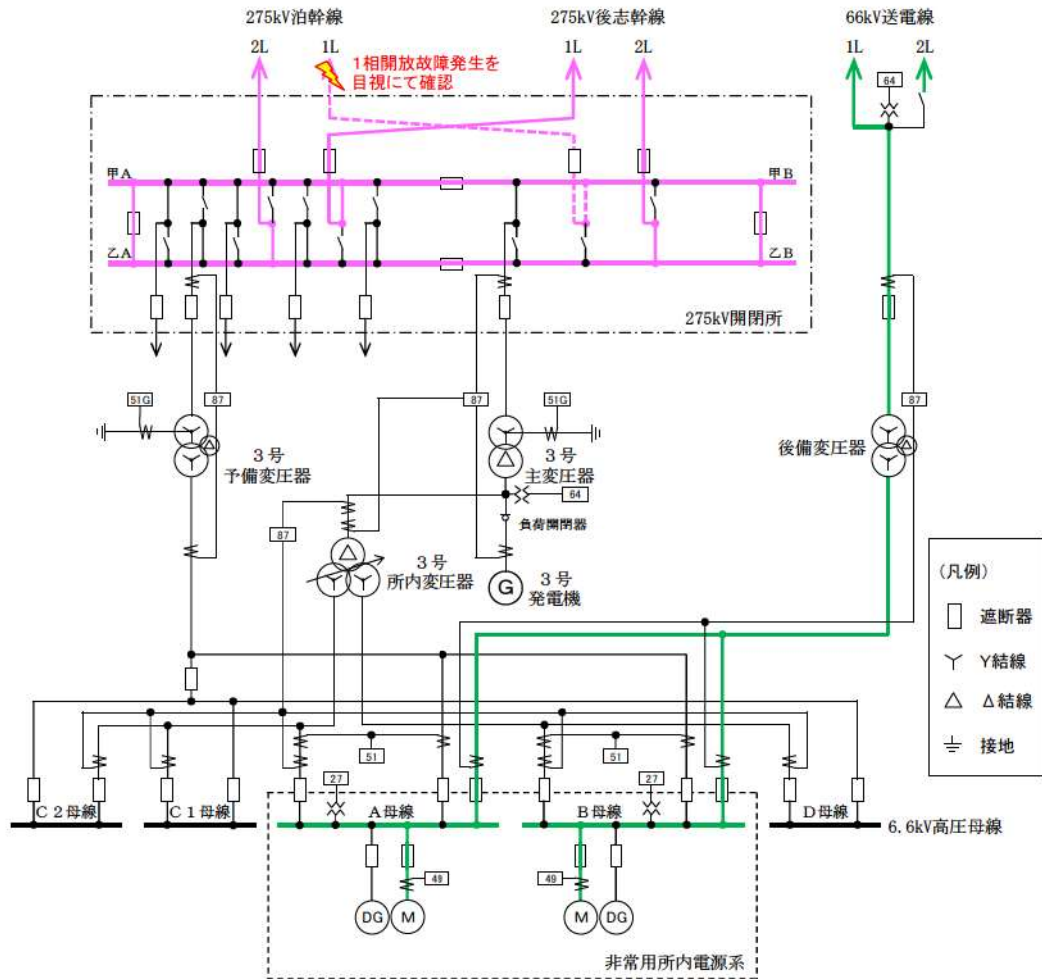 275kV泊幹線
275kV後志幹線
66kV送電線
2L
1L
1L
2L
1L
2L
1相開放故障発生を
目視にて確認
64
甲A
甲B
乙A
乙B
275kV開閉所
51G
87
87
51G
87
3号
予備変圧器
3号
主変圧器
後備変圧器
64
負荷開閉器
87
3号
所内変圧器
G
3号
発電機
(凡例)
遮断器
Y結線
Δ結線
接地
51
51
27
27
C2母線
C1母線
A母線
B母線
D母線
6.6kV高圧母線
49
49
DG
M
M
DG
非常用所内電源系